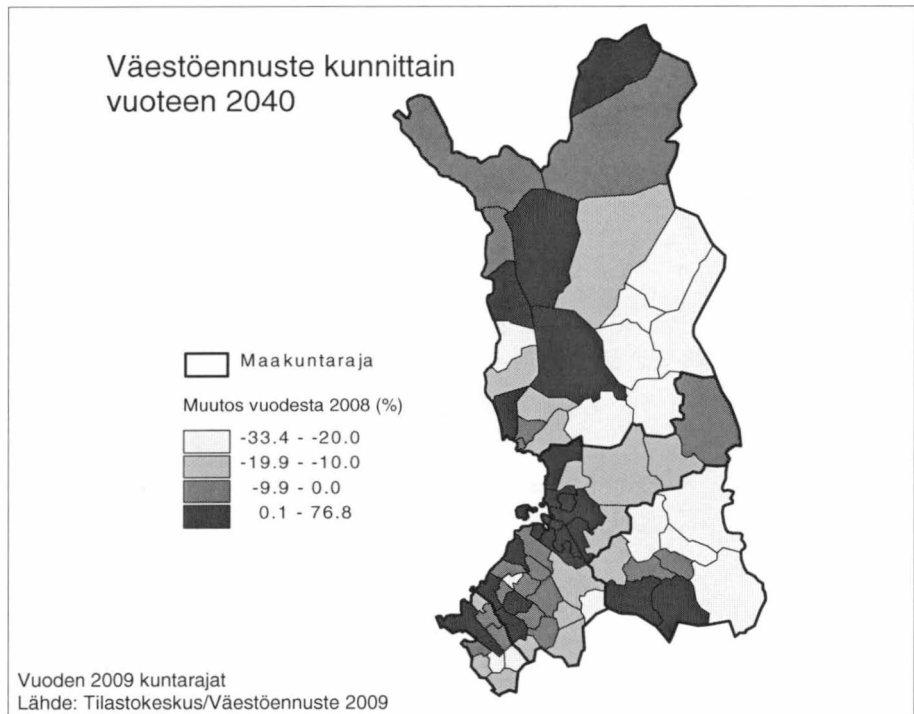 Väestöennuste kunnittain
vuoteen 2040
Maakuntaraja
Muutos vuodesta 2008 (%)
-33.4 - -20.0
-19.9 - -10.0
-9.9 - 0.0
0.1 - 76.8
Vuoden 2009 kuntarajat
Lähde: Tilastokeskus/Väestöennuste 2009